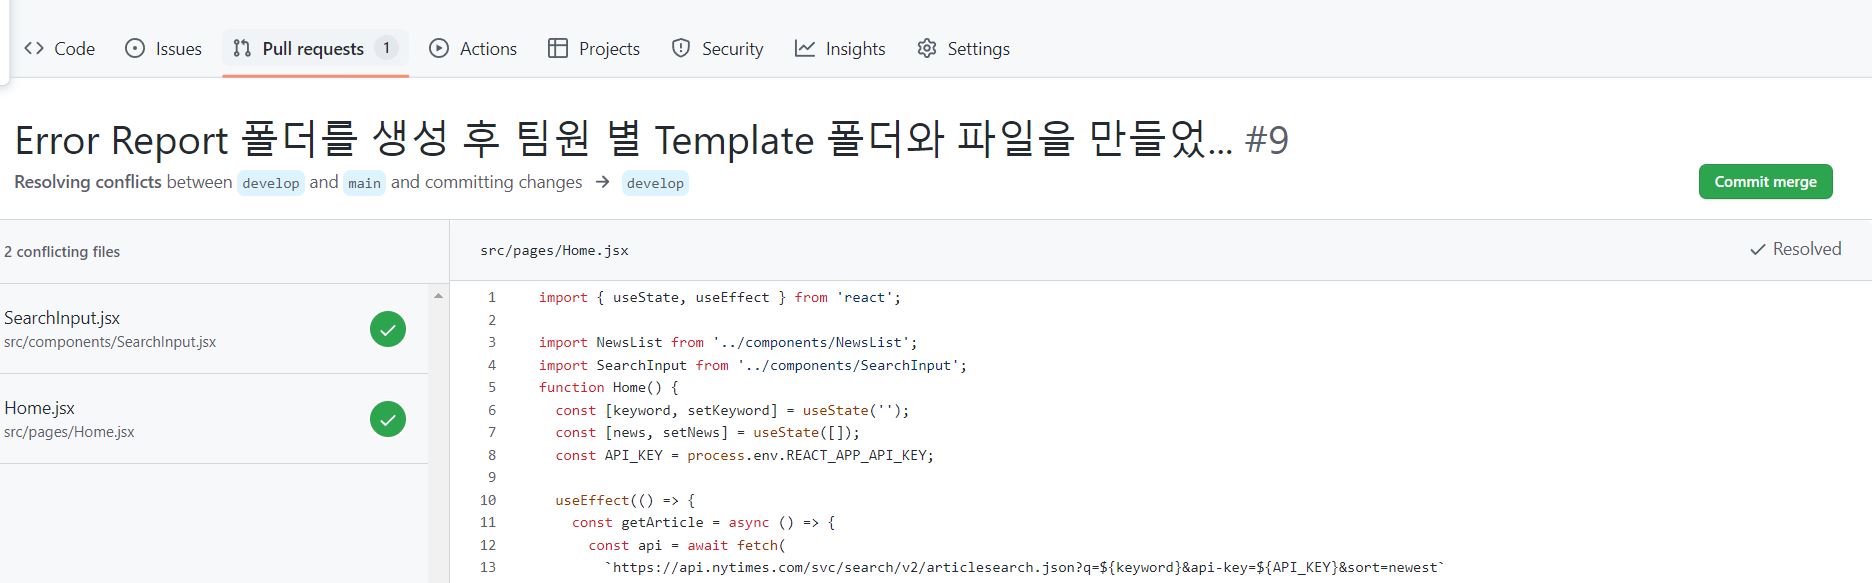 Code Issues Pull requests 1 Actions Projects Security Insights Settings
Error Report 폴더를 생성 후 팀원 별 Template 폴더와 파일을 만들었... #9
Resolving conflicts between develop and main and committing changes → develop
Commit merge
2 conflicting files
src/pages/Home.jsx
Resolved
SearchInput.jsx
src/components/SearchInput.jsx
Home.jsx
src/pages/Home.jsx
1 import { useState, useEffect } from 'react';
2
3 import NewsList from '../components/NewsList';
4 import SearchInput from '../components/SearchInput';
5 function Home() {
6 const [keyword, setKeyword] = useState('');
7 const [news, setNews] = useState([]);
8 const API_KEY = process.env.REACT_APP_API_KEY;
9
10 useEffect(() => {
11 const getArticle = async () => {
12 const api = await fetch(
13 `https://api.nytimes.com/svc/search/v2/articlesearch.json?q=${keyword}&api-key=${API_KEY}&sort=newest`